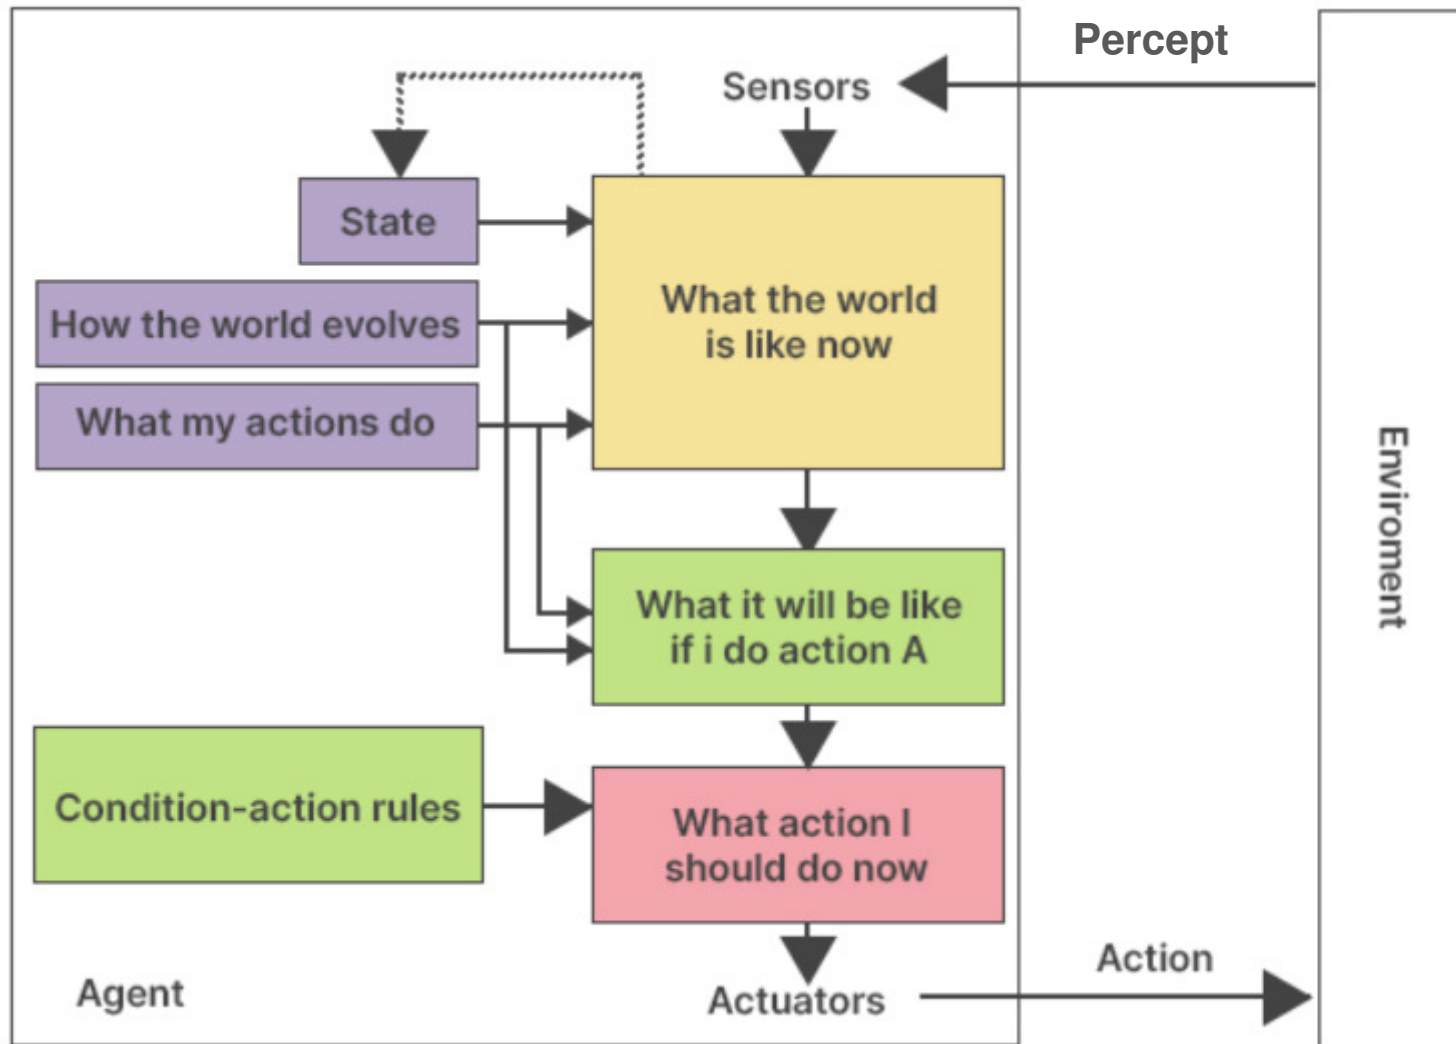 Percept
Sensors
State
How the world evolves
What my actions do
What the world
is like now
What it will be like
if i do action A
Condition-action rules
What action I
should do now
Agent
Actuators
Action
Enviroment